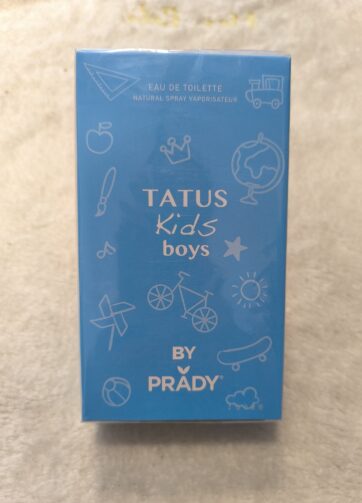 EAU DE TOILETTE
NATURAL SPRAY VAPORISATEUR
TATUS
Kids
boys
BY
PRADY®